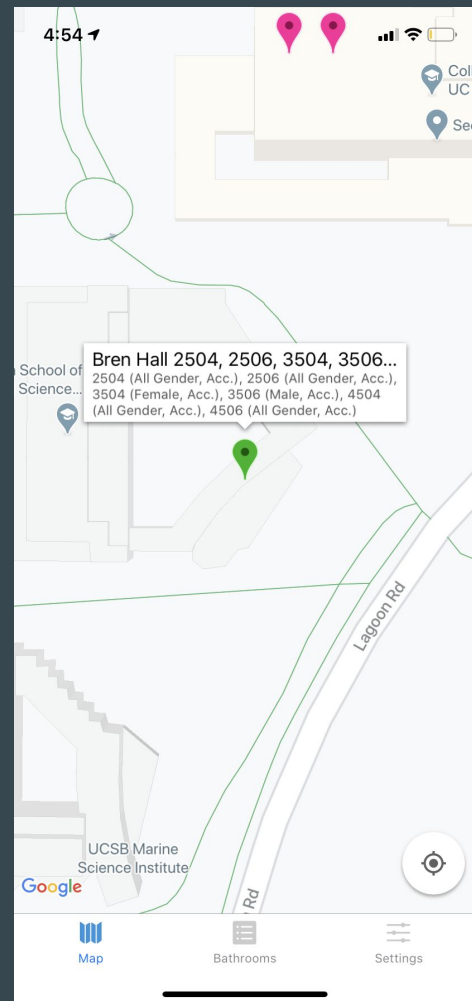 4:54
Coll
UC
See
Bren Hall 2504, 2506, 3504, 3506...
2504 (All Gender, Acc.), 2506 (All Gender, Acc.),
3504 (Female, Acc.), 3506 (Male, Acc.), 4504
(All Gender, Acc.), 4506 (All Gender, Acc.)
School of
Science...
Lagoon Rd
UCSB Marine
Science Institute
Google
Rd
Map
Bathrooms
Settings